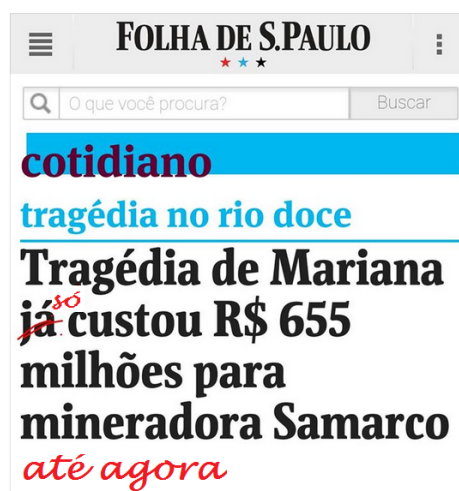 FOLHA DE S.PAULO
O que você procura?
Buscar
cotidiano
tragédia no rio doce
Tragédia de Mariana
só
já custou R$ 655
milhões para
mineradora Samarco
até agora